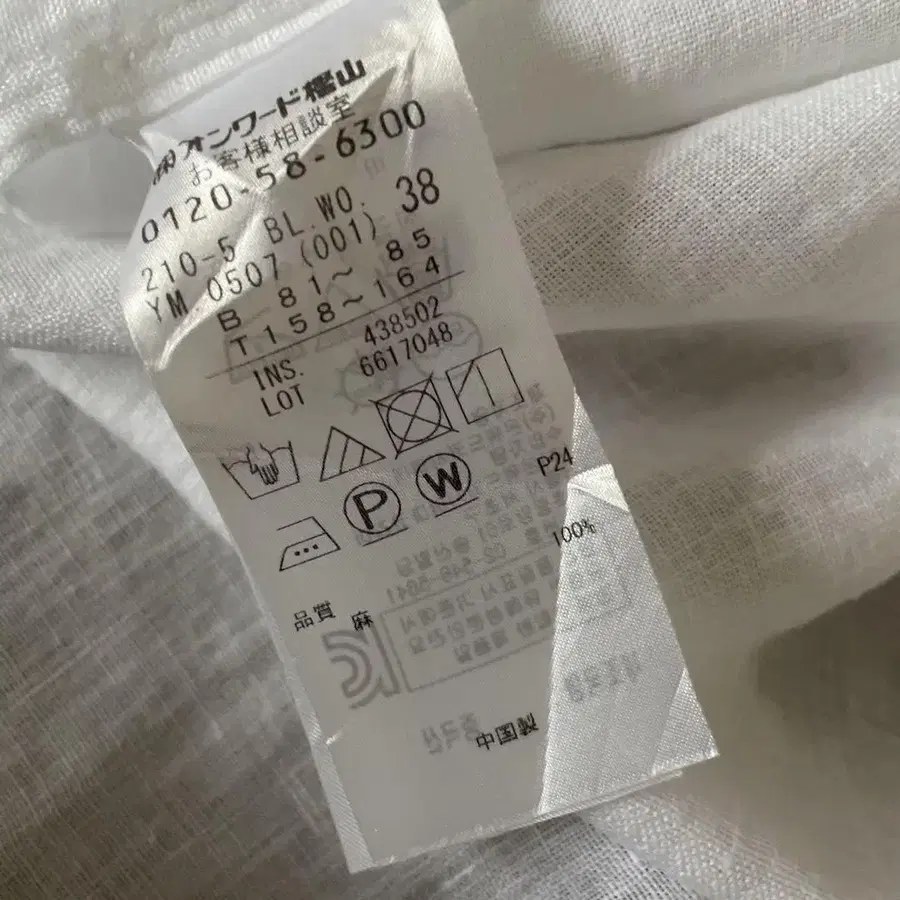 ㈱オンワード樫山
お客様相談室
0120-58-6300
210-5 BL.WO. 38
YM.0507 (001)
B 81～ 85
T158～164
INS. 438502
LOT 6617048
P W P24
品質 麻 100%
中国製